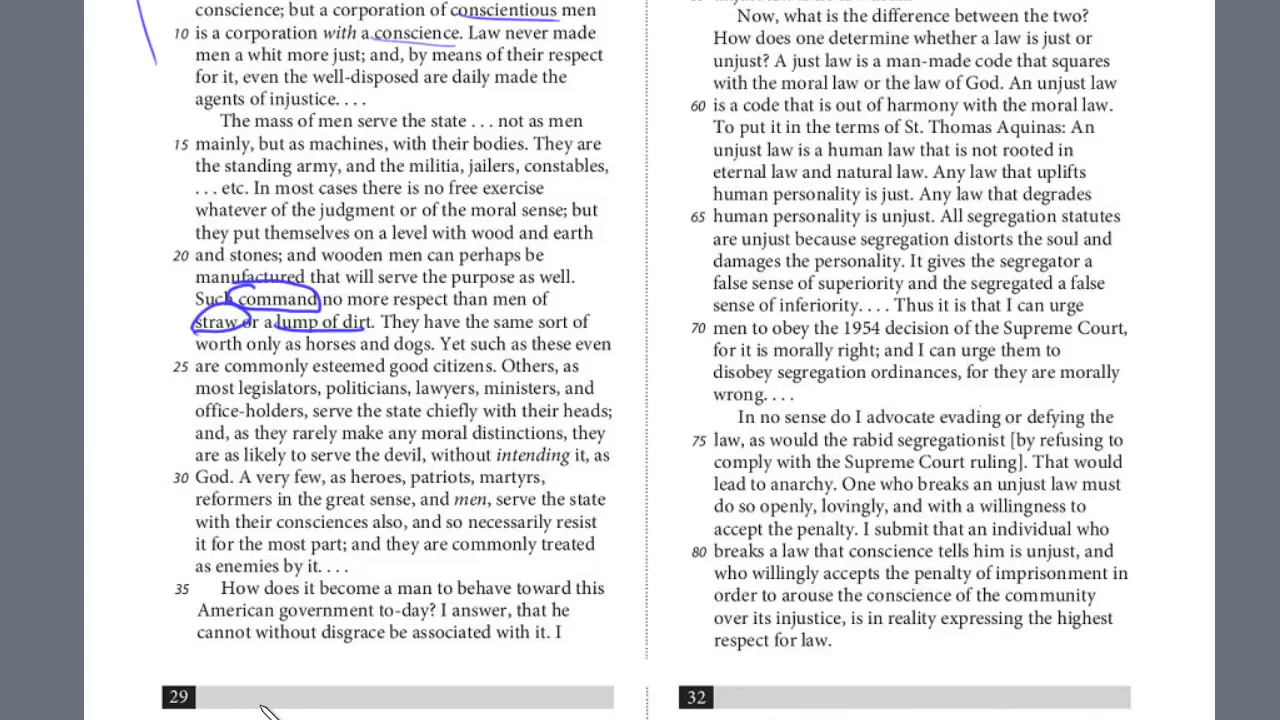 conscience; but a corporation of conscientious men
10 is a corporation with a conscience. Law never made
men a whit more just; and, by means of their respect
for it, even the well-disposed are daily made the
agents of injustice. . . .
The mass of men serve the state . . . not as men
15 mainly, but as machines, with their bodies. They are
the standing army, and the militia, jailers, constables,
. . . etc. In most cases there is no free exercise
whatever of the judgment or of the moral sense; but
they put themselves on a level with wood and earth
20 and stones; and wooden men can perhaps be
manufactured that will serve the purpose as well.
Such command no more respect than men of
straw or a lump of dirt. They have the same sort of
worth only as horses and dogs. Yet such as these even
25 are commonly esteemed good citizens. Others, as
most legislators, politicians, lawyers, ministers, and
office-holders, serve the state chiefly with their heads;
and, as they rarely make any moral distinctions, they
are as likely to serve the devil, without intending it, as
30 God. A very few, as heroes, patriots, martyrs,
reformers in the great sense, and men, serve the state
with their consciences also, and so necessarily resist
it for the most part; and they are commonly treated
as enemies by it. . . .
35 How does it become a man to behave toward this
American government to-day? I answer, that he
cannot without disgrace be associated with it. I
29
Now, what is the difference between the two?
How does one determine whether a law is just or
unjust? A just law is a man-made code that squares
with the moral law or the law of God. An unjust law
60 is a code that is out of harmony with the moral law.
To put it in the terms of St. Thomas Aquinas: An
unjust law is a human law that is not rooted in
eternal law and natural law. Any law that uplifts
human personality is just. Any law that degrades
65 human personality is unjust. All segregation statutes
are unjust because segregation distorts the soul and
damages the personality. It gives the segregator a
false sense of superiority and the segregated a false
sense of inferiority. . . . Thus it is that I can urge
70 men to obey the 1954 decision of the Supreme Court,
for it is morally right; and I can urge them to
disobey segregation ordinances, for they are morally
wrong. . . .
In no sense do I advocate evading or defying the
75 law, as would the rabid segregationist [by refusing to
comply with the Supreme Court ruling]. That would
lead to anarchy. One who breaks an unjust law must
do so openly, lovingly, and with a willingness to
accept the penalty. I submit that an individual who
80 breaks a law that conscience tells him is unjust, and
who willingly accepts the penalty of imprisonment in
order to arouse the conscience of the community
over its injustice, is in reality expressing the highest
respect for law.
32